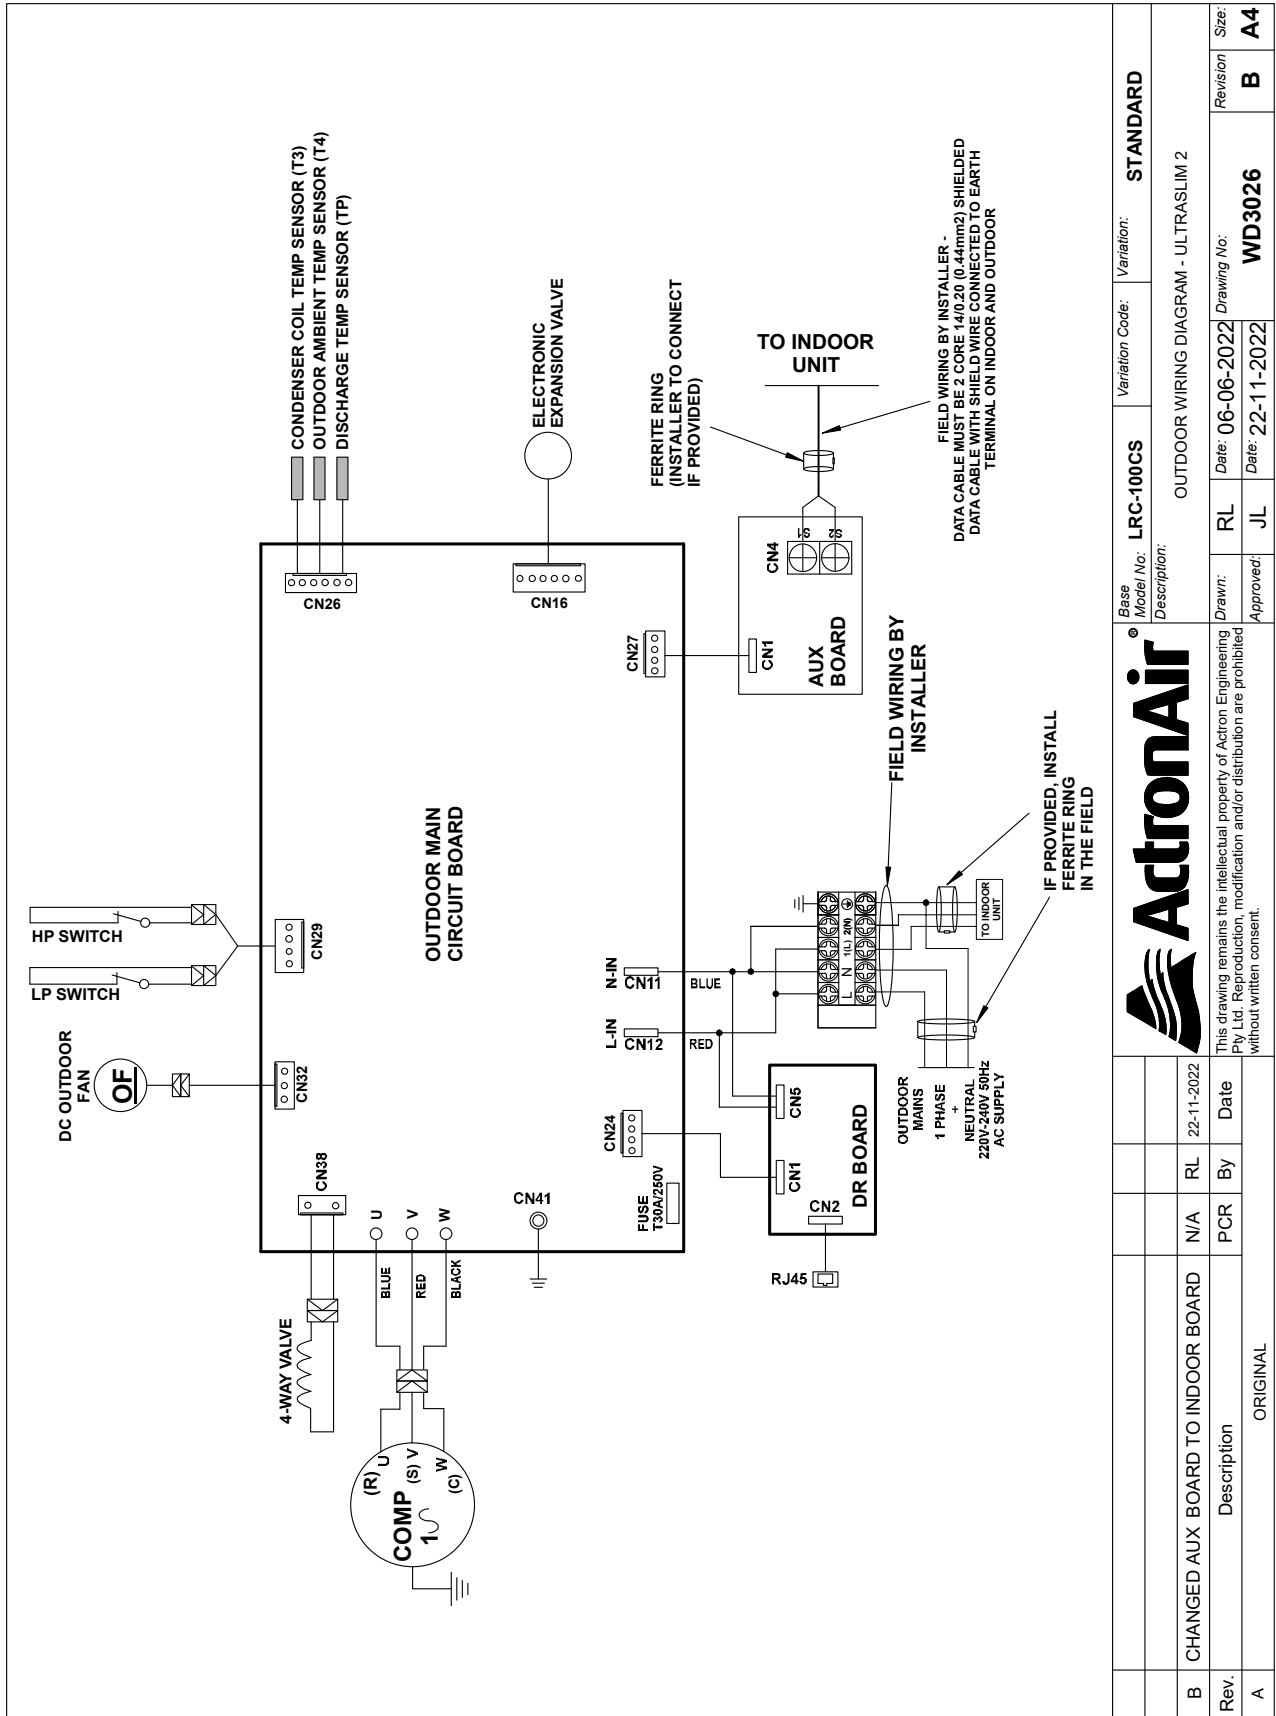 HP SWITCH
LP SWITCH
DC OUTDOOR
FAN
OF
4-WAY VALVE
COMP
1
(R)
U
(S) V
W
(C)
BLUE
RED
BLACK
U
V
W
CN38
CN32
CN29
CN26
CONDENSER COIL TEMP SENSOR (T3)
OUTDOOR AMBIENT TEMP SENSOR (T4)
DISCHARGE TEMP SENSOR (TP)
CN16
ELECTRONIC
EXPANSION VALVE
OUTDOOR MAIN
CIRCUIT BOARD
CN41
FUSE
T30A/250V
CN24
L-IN
CN12
RED
N-IN
CN11
BLUE
CN27
RJ45
CN2
CN1
CN5
DR BOARD
L
N
1(L)
2(N)
OUTDOOR
MAINS
1 PHASE
+
NEUTRAL
220V-240V 50Hz
AC SUPPLY
TO INDOOR
UNIT
FIELD WIRING BY
INSTALLER
IF PROVIDED, INSTALL
FERRITE RING
IN THE FIELD
CN1
AUX
BOARD
CN4
S1
S2
FERRITE RING
(INSTALLER TO CONNECT
IF PROVIDED)
TO INDOOR
UNIT
FIELD WIRING BY INSTALLER -
DATA CABLE MUST BE 2 CORE 14/0.20 (0.44mm2) SHIELDED
DATA CABLE WITH SHIELD WIRE CONNECTED TO EARTH
TERMINAL ON INDOOR AND OUTDOOR
B CHANGED AUX BOARD TO INDOOR BOARD N/A RL 22-11-2022
Rev. Description PCR By Date
A ORIGINAL
ActronAir®
This drawing remains the intellectual property of Actron Engineering
Pty Ltd. Reproduction, modification and/or distribution are prohibited
without written consent.
Base
Model No: LRC-100CS
Variation Code:
Variation: STANDARD
Description:
OUTDOOR WIRING DIAGRAM - ULTRASLIM 2
Drawn: RL Date: 06-06-2022
Approved: JL Date: 22-11-2022
Drawing No:
WD3026
Revision
B
Size:
A4